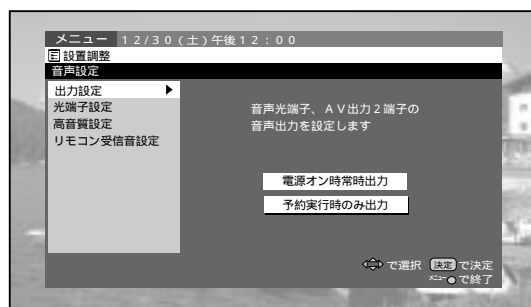 メニュー 12/30(土)午後12:00
設置調整
音声設定
出力設定 ▶
光端子設定
高音質設定
リモコン受信音設定
音声光端子、AV出力2端子の
音声出力を設定します
電源オン時常時出力
予約実行時のみ出力
で選択 決定 で決定
メニュー で終了